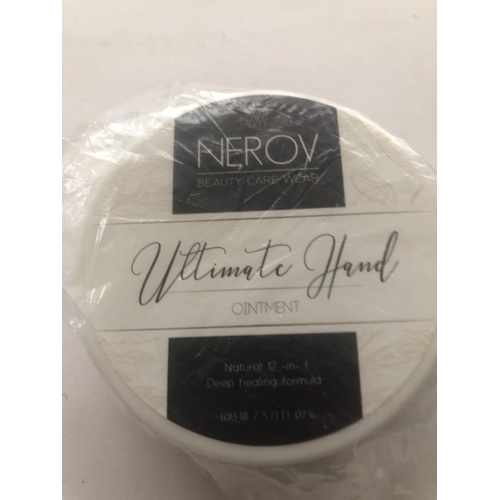 NEROV
BEAUTY CARE WEAR
Ultimate Hand
OINTMENT
Natural 12 -in- 1
Deep healing formula